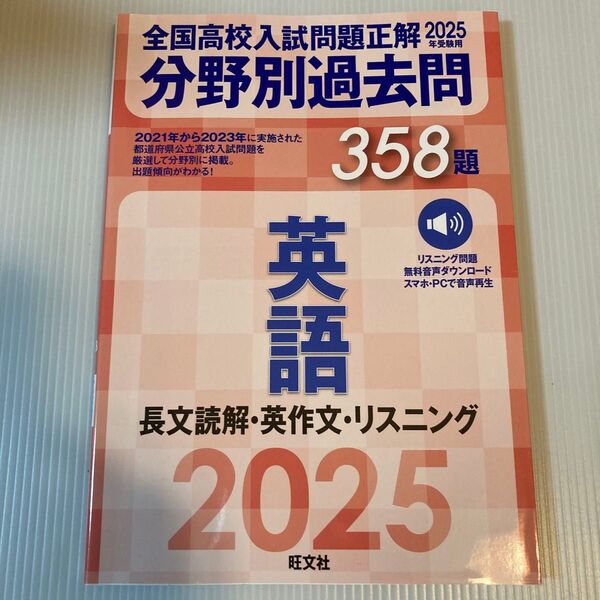 全国高校入試問題正解 2025
年受験用
分野別過去問
2021年から2023年に実施された
都道府県公立高校入試問題を
厳選して分野別に掲載。
出題傾向がわかる!
358題
リスニング問題
無料音声ダウンロード
スマホ・PCで音声再生
英語
長文読解・英作文・リスニング
2025
旺文社